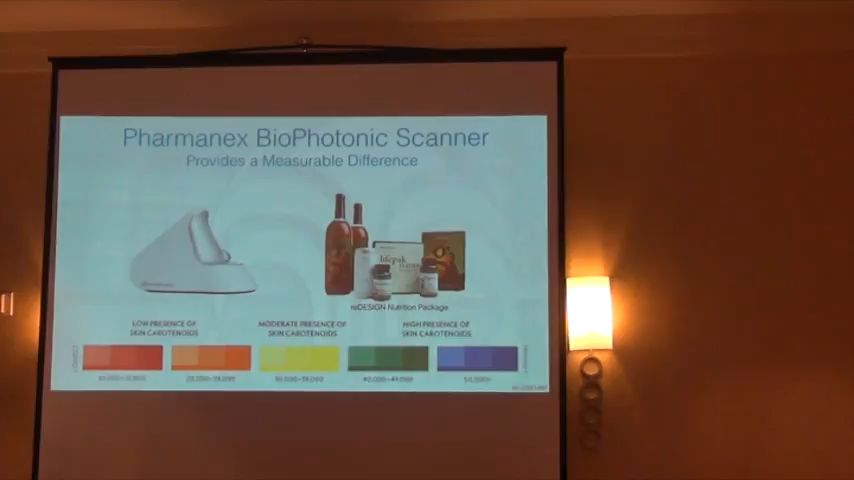 Pharmanex BioPhotonic Scanner
Provides a Measurable Difference
lifepak
reDESIGN Nutrition Package
LOW PRESENCE OF
SKIN CAROTENOIDS
MODERATE PRESENCE OF
SKIN CAROTENOIDS
HIGH PRESENCE OF
SKIN CAROTENOIDS